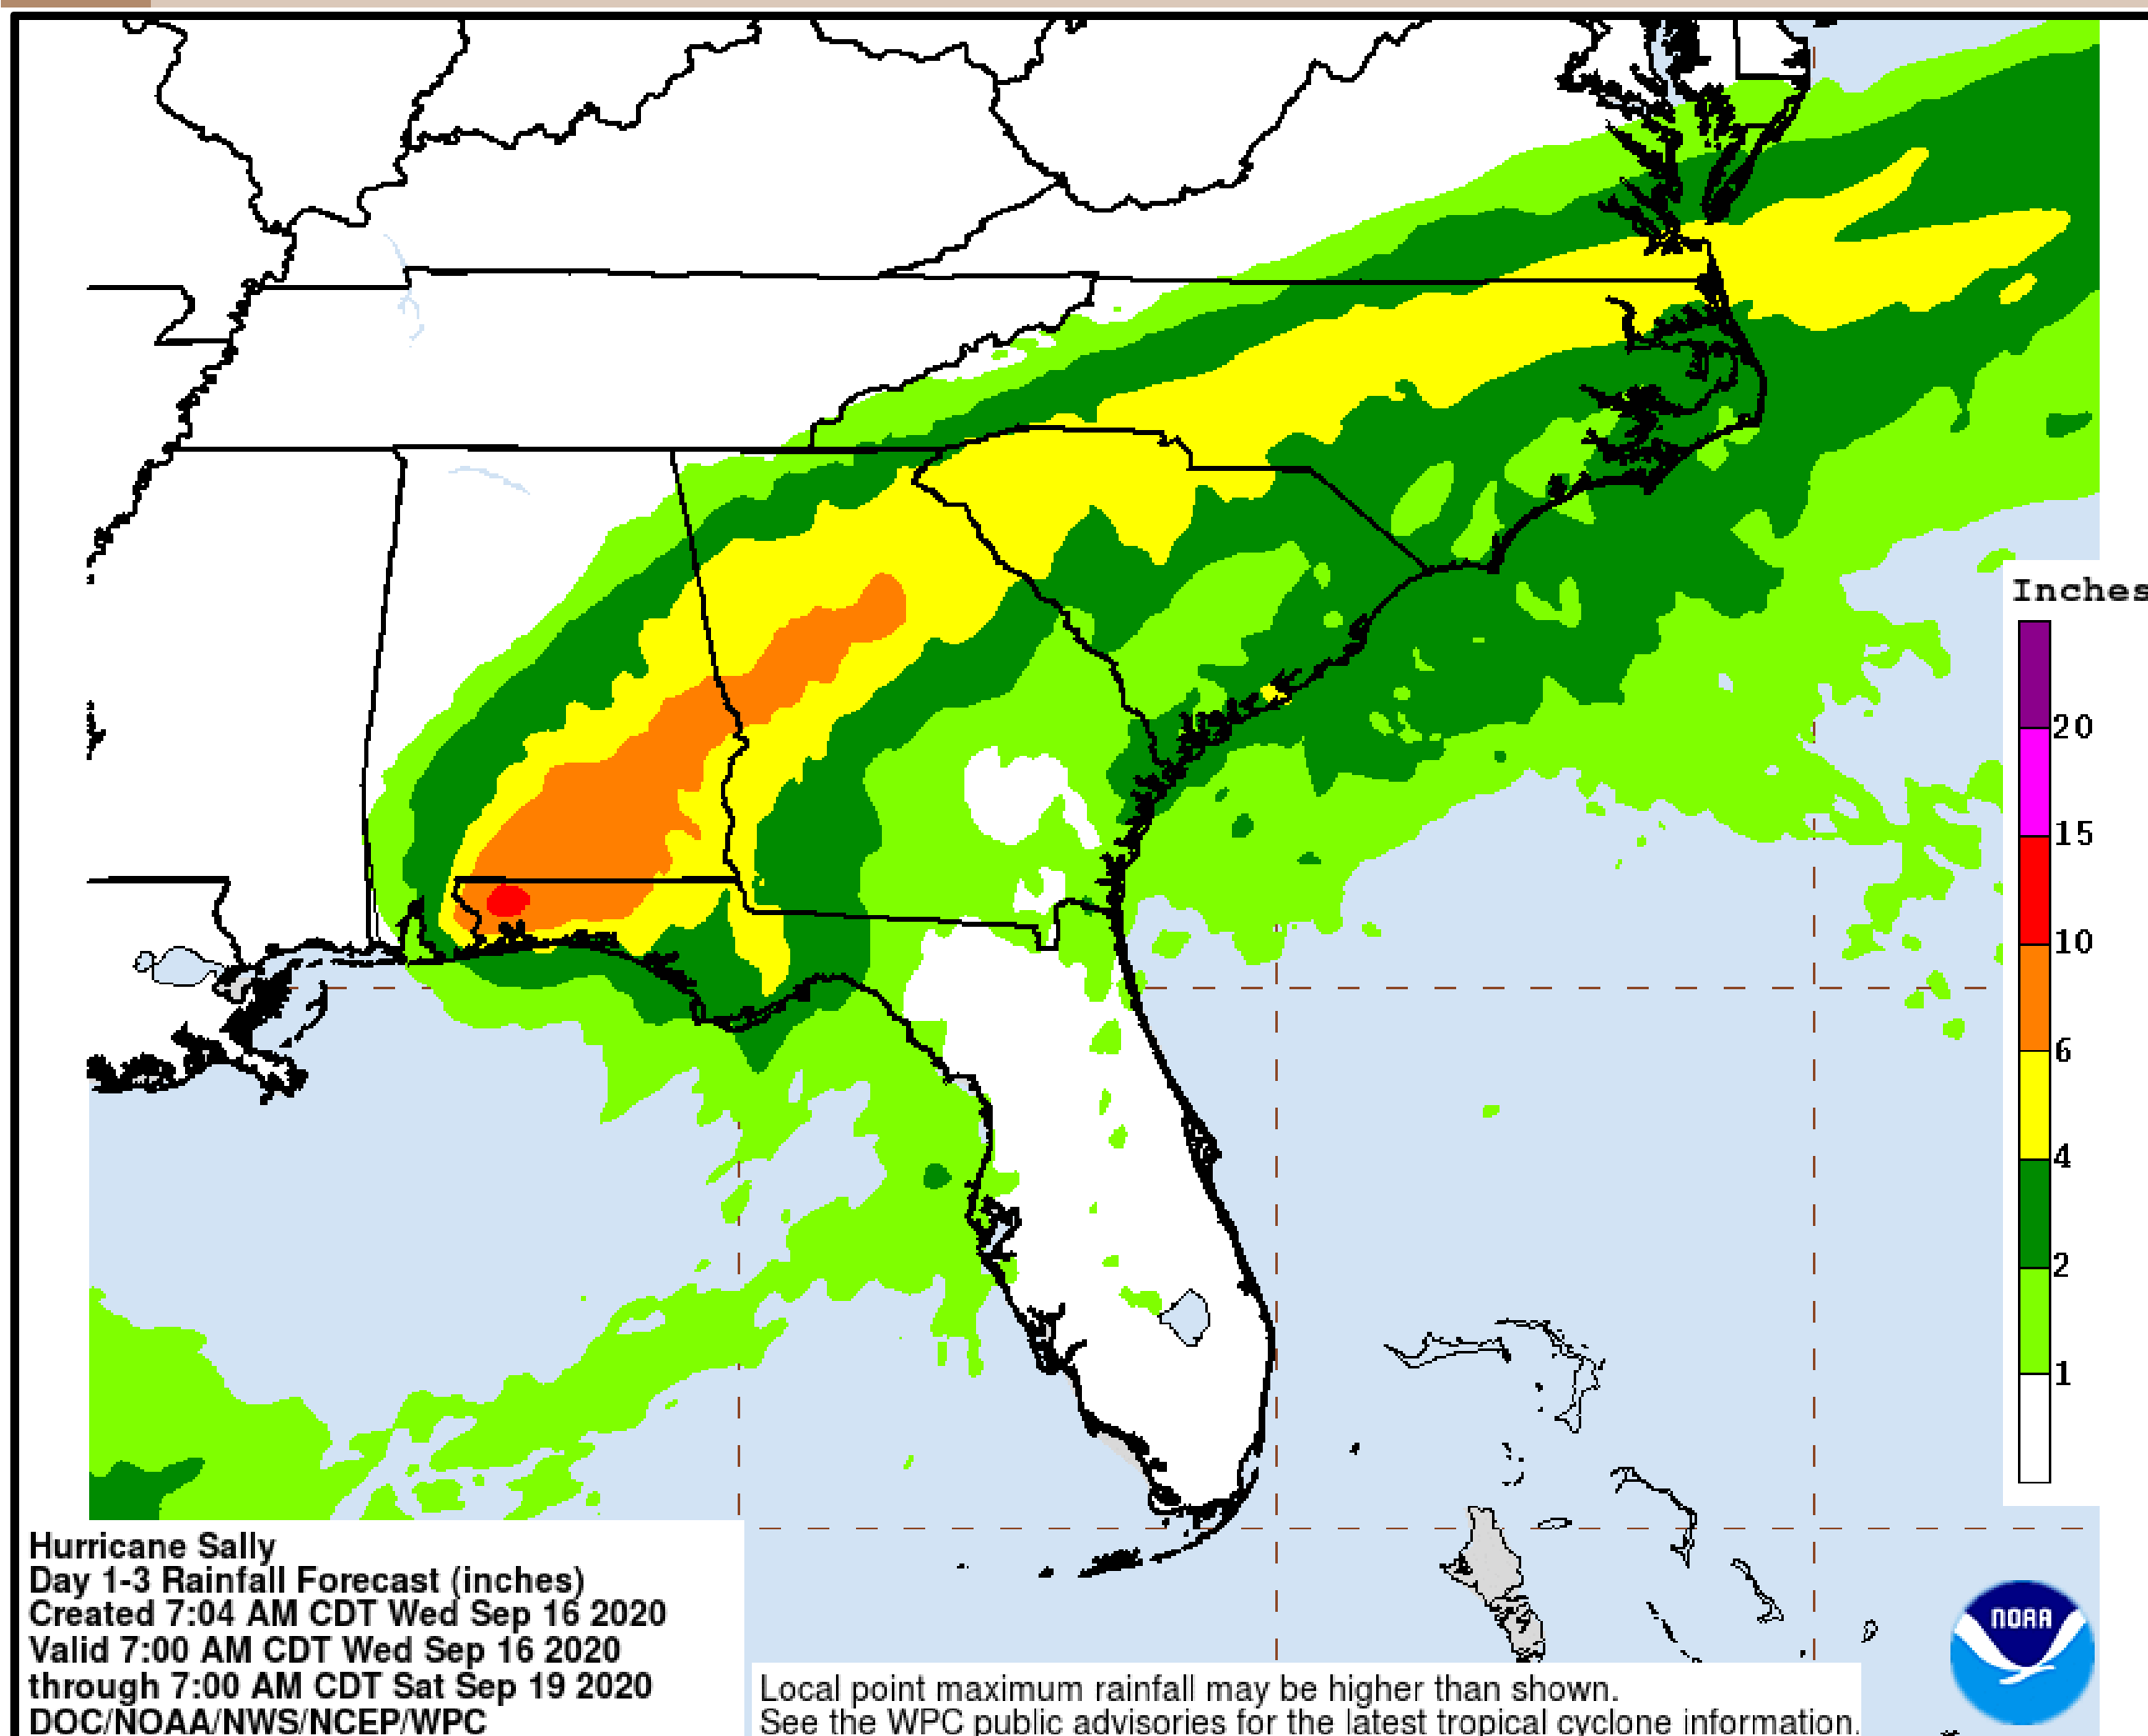 Inches
20
15
10
6
4
2
1
Hurricane Sally
Day 1-3 Rainfall Forecast (inches)
Created 7:04 AM CDT Wed Sep 16 2020
Valid 7:00 AM CDT Wed Sep 16 2020
through 7:00 AM CDT Sat Sep 19 2020
DOC/NOAA/NWS/NCEP/WPC
NOAA
Local point maximum rainfall may be higher than shown.
See the WPC public advisories for the latest tropical cyclone information.